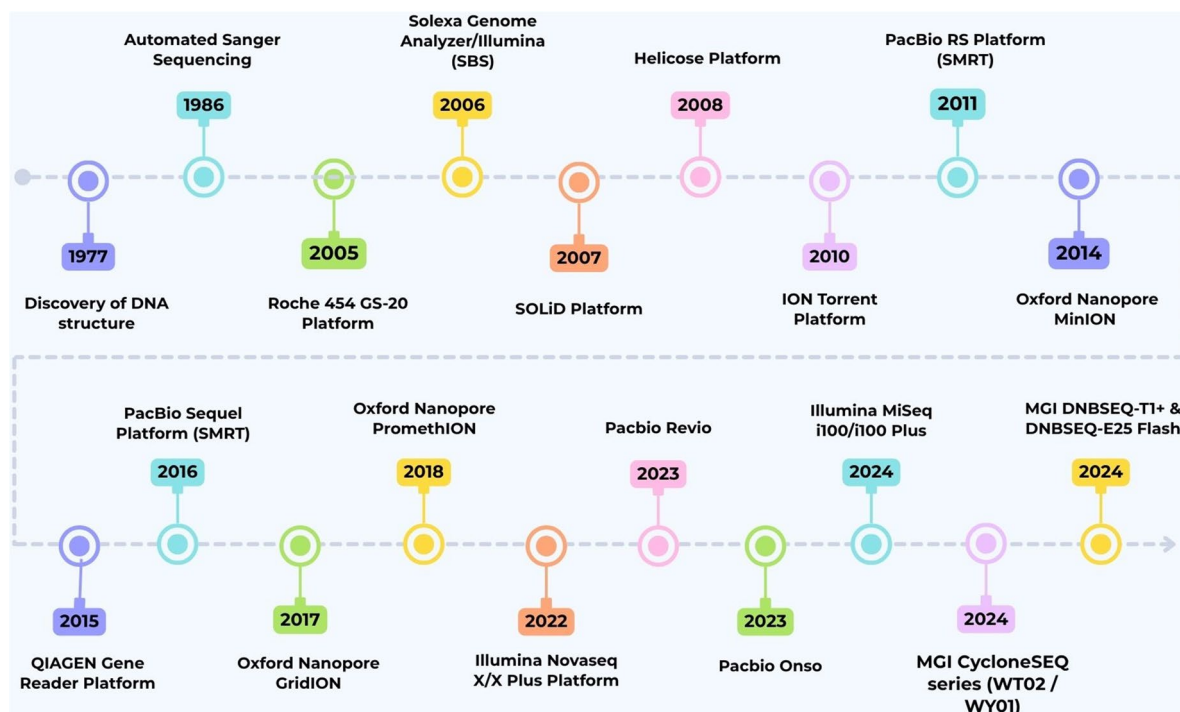 Automated Sanger
Sequencing
1986
Solexa Genome
Analyzer/Illumina
(SBS)
2006
Helicose Platform
2008
PacBio RS Platform
(SMRT)
2011
1977
Discovery of DNA
structure
2005
Roche 454 GS-20
Platform
2007
SOLiD Platform
2010
ION Torrent
Platform
2014
Oxford Nanopore
MinION
PacBio Sequel
Platform (SMRT)
2016
Oxford Nanopore
PromethION
2018
Pacbio Revio
2023
Illumina MiSeq
i100/i100 Plus
2024
MGI DNBSEQ-T1+ &
DNBSEQ-E25 Flash
2024
2015
QIAGEN Gene
Reader Platform
2017
Oxford Nanopore
GridION
2022
Illumina Novaseq
X/X Plus Platform
2023
Pacbio Onso
2024
MGI CycloneSEQ
series (WT02 /
WY01)